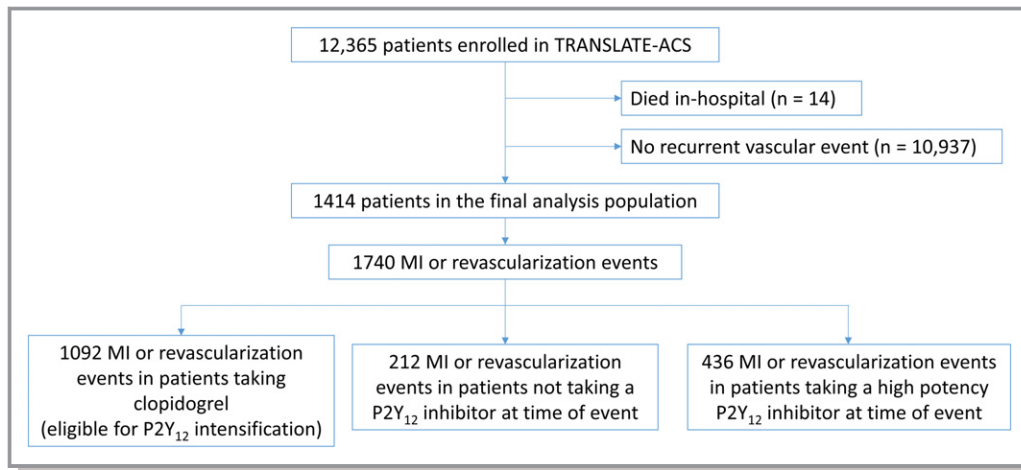 12,365 patients enrolled in TRANSLATE-ACS
Died in-hospital (n = 14)
No recurrent vascular event (n = 10,937)
1414 patients in the final analysis population
1740 MI or revascularization events
1092 MI or revascularization
events in patients taking
clopidogrel
(eligible for P2Y₁₂ intensification)
212 MI or revascularization
events in patients not taking a
P2Y₁₂ inhibitor at time of event
436 MI or revascularization events
in patients taking a high potency
P2Y₁₂ inhibitor at time of event